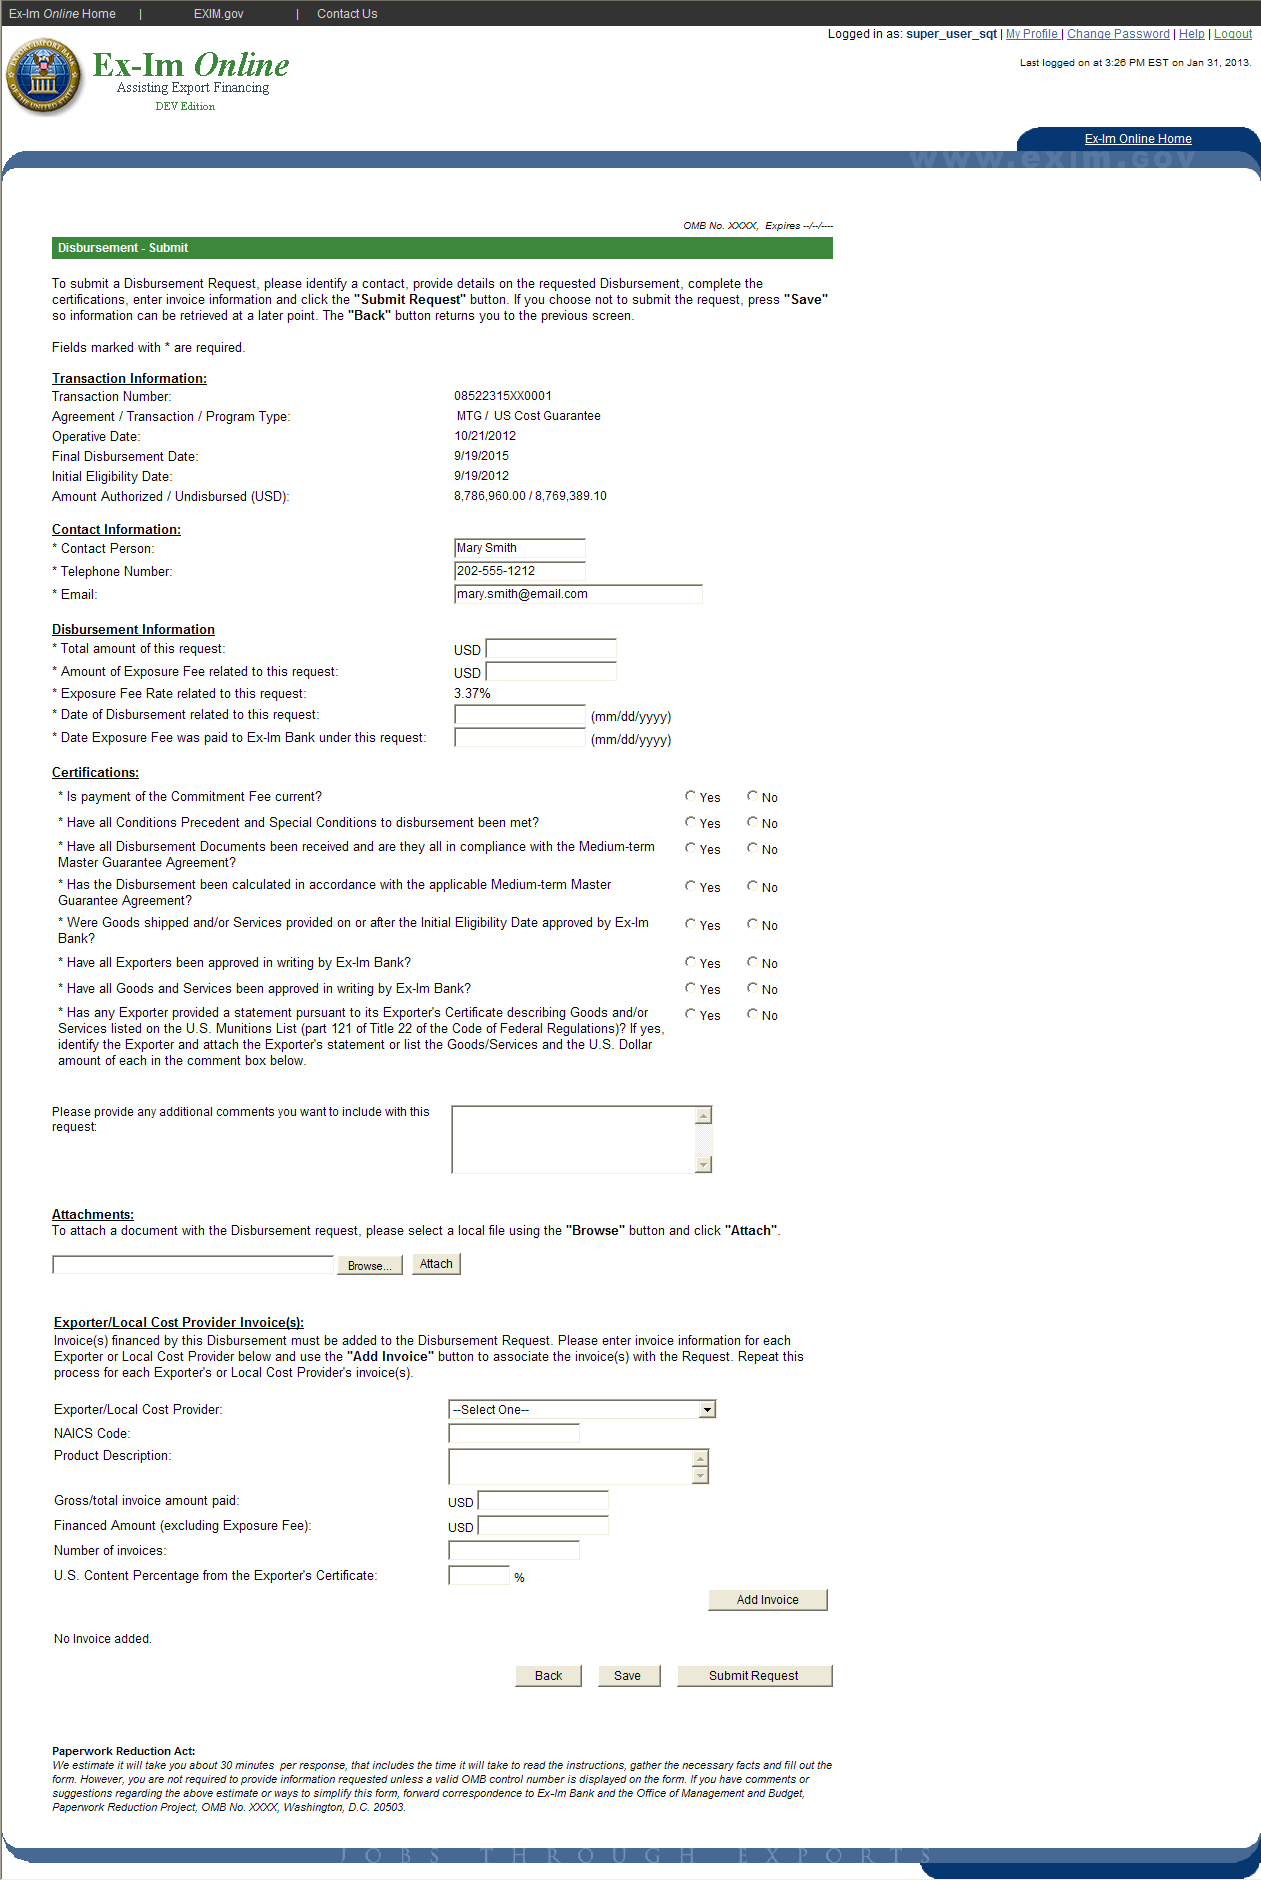 Ex-Im Online Home | EXIM.gov | Contact Us
Logged in as: super_user_sqt | My Profile | Change Password | Help | Logout
Last logged on at 3:26 PM EST on Jan 31, 2013.
EXPORT-IMPORT BANK OF THE UNITED STATES
Ex-Im Online
Assisting Export Financing
DEV Edition
Ex-Im Online Home
www.exim.gov
OMB No. XXXX, Expires --/--/----
Disbursement - Submit
To submit a Disbursement Request, please identify a contact, provide details on the requested Disbursement, complete the
certifications, enter invoice information and click the "Submit Request" button. If you choose not to submit the request, press "Save"
so information can be retrieved at a later point. The "Back" button returns you to the previous screen.
Fields marked with * are required.
Transaction Information:
Transaction Number: 08522315XX0001
Agreement / Transaction / Program Type: MTG / US Cost Guarantee
Operative Date: 10/21/2012
Final Disbursement Date: 9/19/2015
Initial Eligibility Date: 9/19/2012
Amount Authorized / Undisbursed (USD): 8,786,960.00 / 8,769,389.10
Contact Information:
* Contact Person: Mary Smith
* Telephone Number: 202-555-1212
* Email: mary.smith@email.com
Disbursement Information
* Total amount of this request: USD
* Amount of Exposure Fee related to this request: USD
* Exposure Fee Rate related to this request: 3.37%
* Date of Disbursement related to this request: (mm/dd/yyyy)
* Date Exposure Fee was paid to Ex-Im Bank under this request: (mm/dd/yyyy)
Certifications:
* Is payment of the Commitment Fee current? Yes No
* Have all Conditions Precedent and Special Conditions to disbursement been met? Yes No
* Have all Disbursement Documents been received and are they all in compliance with the Medium-term Yes No
Master Guarantee Agreement?
* Has the Disbursement been calculated in accordance with the applicable Medium-term Master Yes No
Guarantee Agreement?
* Were Goods shipped and/or Services provided on or after the Initial Eligibility Date approved by Ex-Im Yes No
Bank?
* Have all Exporters been approved in writing by Ex-Im Bank? Yes No
* Have all Goods and Services been approved in writing by Ex-Im Bank? Yes No
* Has any Exporter provided a statement pursuant to its Exporter's Certificate describing Goods and/or Yes No
Services listed on the U.S. Munitions List (part 121 of Title 22 of the Code of Federal Regulations)? If yes,
identify the Exporter and attach the Exporter's statement or list the Goods/Services and the U.S. Dollar
amount of each in the comment box below.
Please provide any additional comments you want to include with this
request:
Attachments:
To attach a document with the Disbursement request, please select a local file using the "Browse" button and click "Attach".
Browse... Attach
Exporter/Local Cost Provider Invoice(s):
Invoice(s) financed by this Disbursement must be added to the Disbursement Request. Please enter invoice information for each
Exporter or Local Cost Provider below and use the "Add Invoice" button to associate the invoice(s) with the Request. Repeat this
process for each Exporter's or Local Cost Provider's invoice(s).
Exporter/Local Cost Provider: --Select One--
NAICS Code:
Product Description:
Gross/total invoice amount paid: USD
Financed Amount (excluding Exposure Fee): USD
Number of invoices:
U.S. Content Percentage from the Exporter's Certificate: %
Add Invoice
No Invoice added.
Back Save Submit Request
Paperwork Reduction Act:
We estimate it will take you about 30 minutes per response, that includes the time it will take to read the instructions, gather the necessary facts and fill out the
form. However, you are not required to provide information requested unless a valid OMB control number is displayed on the form. If you have comments or
suggestions regarding the above estimate or ways to simplify this form, forward correspondence to Ex-Im Bank and the Office of Management and Budget,
Paperwork Reduction Project, OMB No. XXXX, Washington, D.C. 20503.
JOBS THROUGH EXPORTS